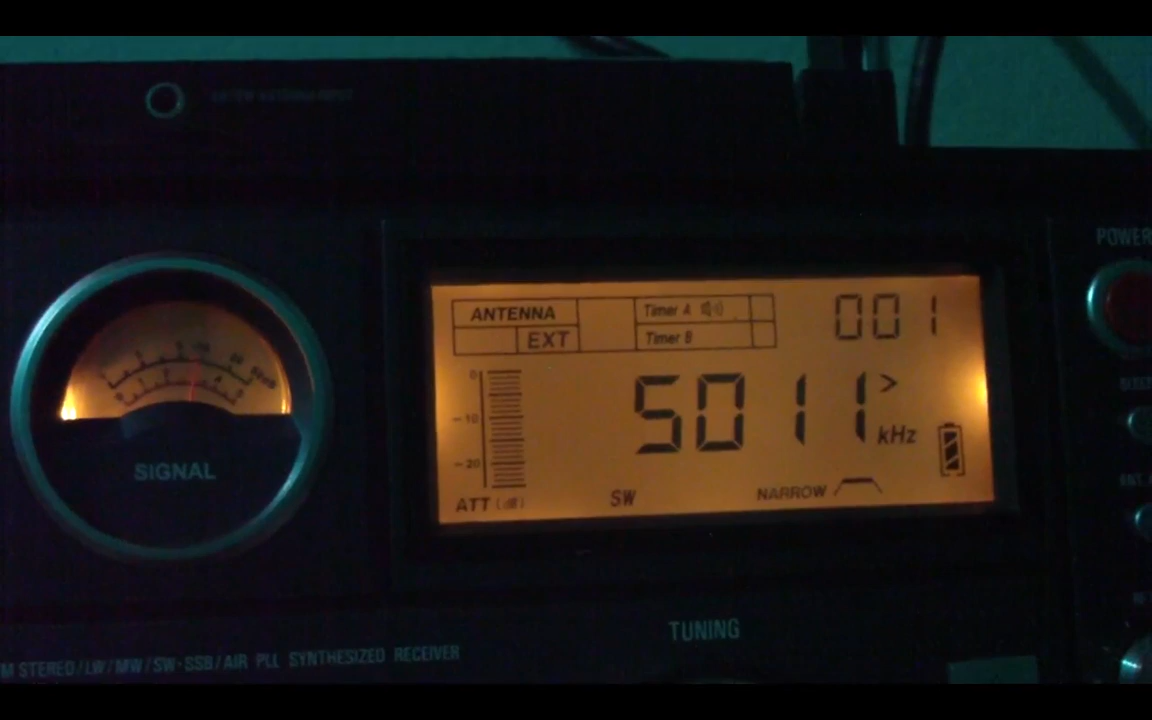 POWER
ANTENNA
EXT
Timer A
Timer B
001
0
-10
-20
ATT (dB)
5011 >
kHz
SW
NARROW
SIGNAL
TUNING
M STEREO/LW/MW/SW-SSB/AIR PLL SYNTHESIZED RECEIVER